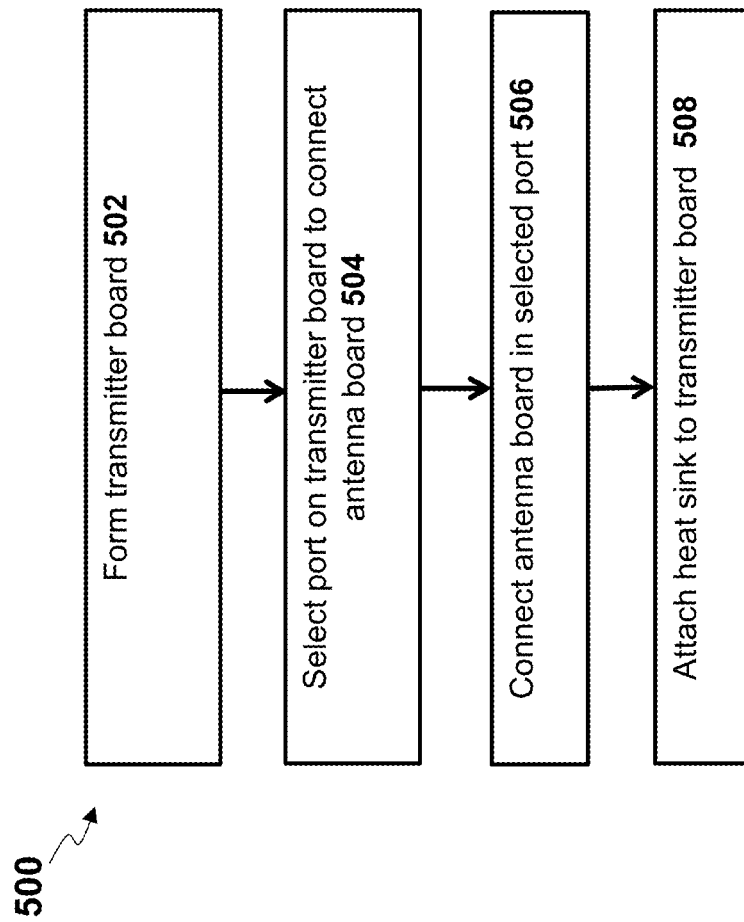 500
Form transmitter board 502
Select port on transmitter board to connect
antenna board 504
Connect antenna board in selected port 506
Attach heat sink to transmitter board 508